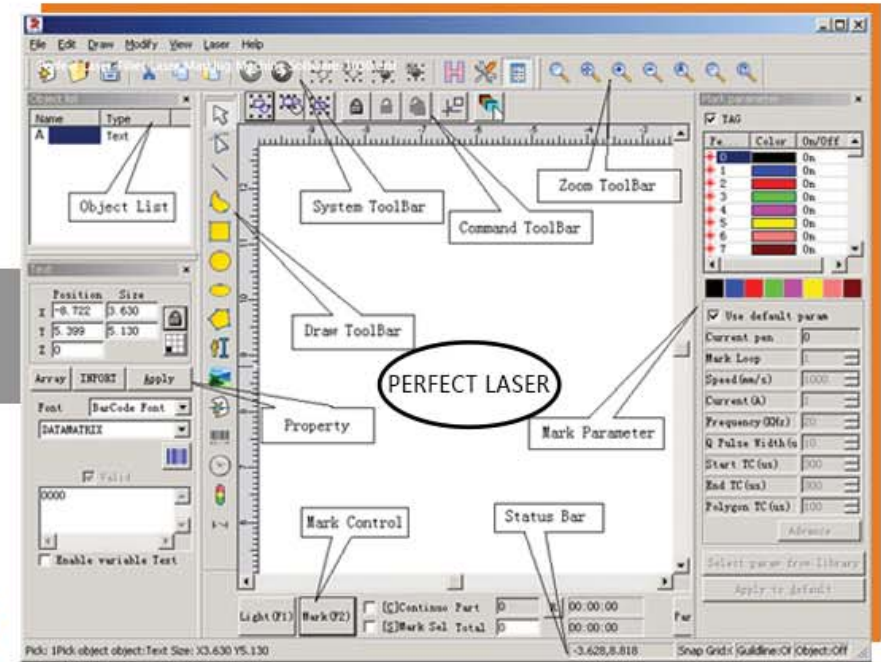 File Edit Draw Modify View Laser Help
Name Type
A Text
Object List
Text
Position Size
X -8.722 3.630
Y 5.399 5.130
Z 0
Array INPORT Apply
Font BarCode Font
DATAMATRIX
Valid
0000
Enable variable Text
System ToolBar
Zoom ToolBar
Command ToolBar
Draw ToolBar
PERFECT LASER
Property
Mark Parameter
Mark Control
Status Bar
Light(F1) Mark(F2) [C]Continuo Part 0 R 00:00:00
[S]Mark Sel Total 0 00:00:00 Par
Mark parameter
TAG
Pe... Color On/Off
0 On
1 On
2 On
3 On
4 On
5 On
6 On
7 On
Use default param
Current pen 0
Mark Loop 1
Speed(mm/s) 1000
Current(A) 1
Frequency(KHz) 20
Q Pulse Width(u 10
Start TC(us) 300
End TC(us) 300
Polygon TC(us) 100
Advance
Select param from library
Apply to default
Pick: 1Pick object object:Text Size: X3.630 Y5.130 -3.628,8.818 Snap Grid:( Guildline:Of Object:Off